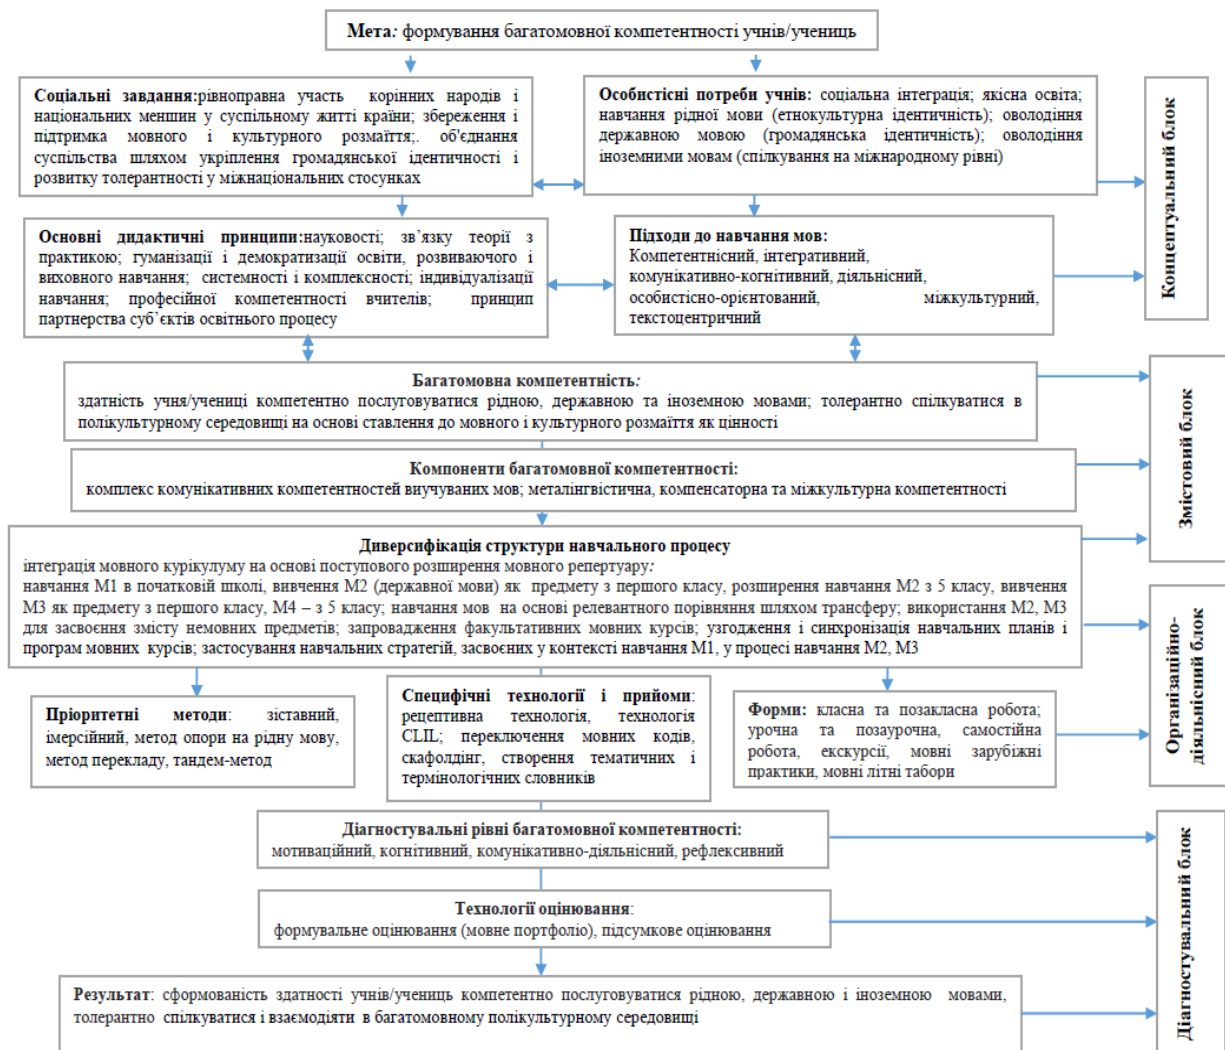 Мета: формування багатомовної компетентності учнів/учениць
Соціальні завдання:рівноправна участь корінних народів і
національних меншин у суспільному житті країни; збереження і
підтримка мовного і культурного розмаїття;. об'єднання
суспільства шляхом укріплення громадянської ідентичності і
розвитку толерантності у міжнаціональних стосунках
Особистісні потреби учнів: соціальна інтеграція; якісна освіта;
навчання рідної мови (етнокультурна ідентичність); оволодіння
державною мовою (громадянська ідентичність); оволодіння
іноземними мовам (спілкування на міжнародному рівні)
Концептуальний блок
Основні дидактичні принципи:науковості; зв’язку теорії з
практикою; гуманізації і демократизації освіти, розвиваючого і
виховного навчання; системності і комплексності; індивідуалізації
навчання; професійної компетентності вчителів; принцип
партнерства суб’єктів освітнього процесу
Підходи до навчання мов:
Компетентнісний, інтегративний,
комунікативно-когнітивний, діяльнісний,
особистісно-орієнтований, міжкультурний,
текстоцентричний
Багатомовна компетентність:
здатність учня/учениці компетентно послуговуватися рідною, державною та іноземною мовами; толерантно спілкуватися в
полікультурному середовищі на основі ставлення до мовного і культурного розмаїття як цінності
Змістовий блок
Компоненти багатомовної компетентності:
комплекс комунікативних компетентностей виучуваних мов; металінгвістична, компенсаторна та міжкультурна компетентності
Диверсифікація структури навчального процесу
інтеграція мовного курікулуму на основі поступового розширення мовного репертуару:
навчання М1 в початковій школі, вивчення М2 (державної мови) як предмету з першого класу, розширення навчання М2 з 5 класу, вивчення
М3 як предмету з першого класу, М4 – з 5 класу; навчання мов на основі релевантного порівняння шляхом трансферу; використання М2, М3
для засвоєння змісту немовних предметів; запровадження факультативних мовних курсів; узгодження і синхронізація навчальних планів і
програм мовних курсів; застосування навчальних стратегій, засвоєних у контексті навчання М1, у процесі навчання М2, М3
Організаційно-
діяльнісний блок
Пріоритетні методи: зіставний,
імерсійний, метод опори на рідну мову,
метод перекладу, тандем-метод
Специфічні технології і прийоми:
рецептивна технологія, технологія
CLIL; переключення мовних кодів,
скафолдінг, створення тематичних і
термінологічних словників
Форми: класна та позакласна робота;
урочна та позаурочна, самостійна
робота, екскурсії, мовні зарубіжні
практики, мовні літні табори
Діагностувальні рівні багатомовної компетентності:
мотиваційний, когнітивний, комунікативно-діяльнісний, рефлексивний
Діагностувальний блок
Технології оцінювання:
формувальне оцінювання (мовне портфоліо), підсумкове оцінювання
Результат: сформованість здатності учнів/учениць компетентно послуговуватися рідною, державною і іноземною мовами,
толерантно спілкуватися і взаємодіяти в багатомовному полікультурному середовищі